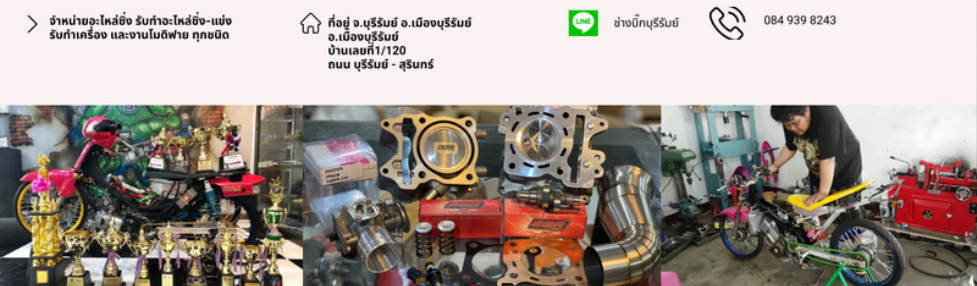 จำหน่ายอะไหล่ซิ่ง รับทำอะไหล่ซิ่ง-แข่ง
รับทำเครื่อง และงานโมดิฟาย ทุกชนิด
ที่อยู่ จ.บุรีรัมย์ อ.เมืองบุรีรัมย์
อ.เมืองบุรีรัมย์
บ้านเลขที่1/120
ถนน บุรีรัมย์ - สุรินทร์
LINE
ช่างบิ๊กบุรีรัมย์
084 939 8243